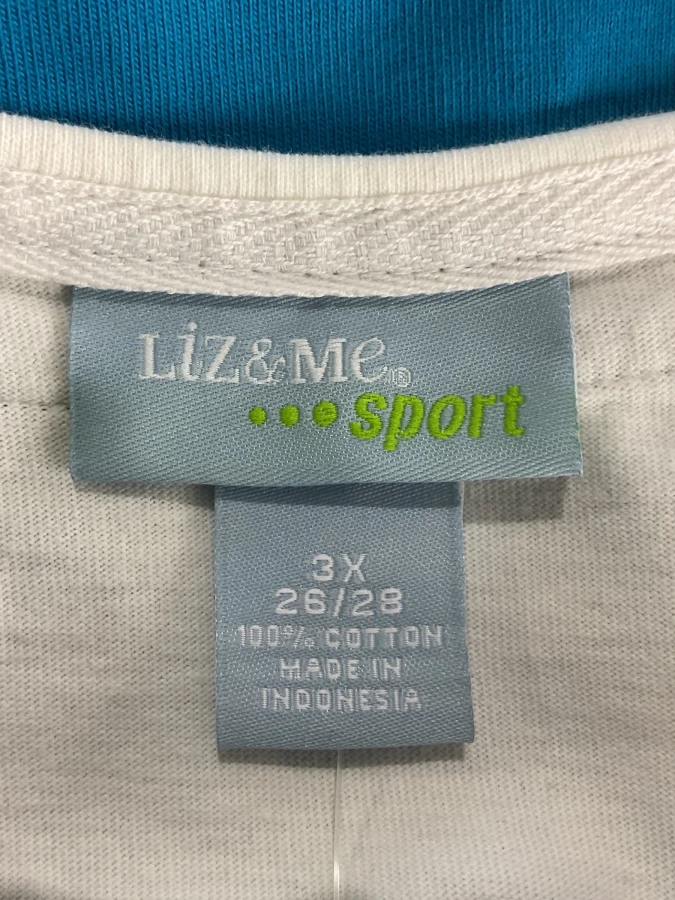 Liz&Me®
•••sport
3X
26/28
100% COTTON
MADE IN
INDONESIA